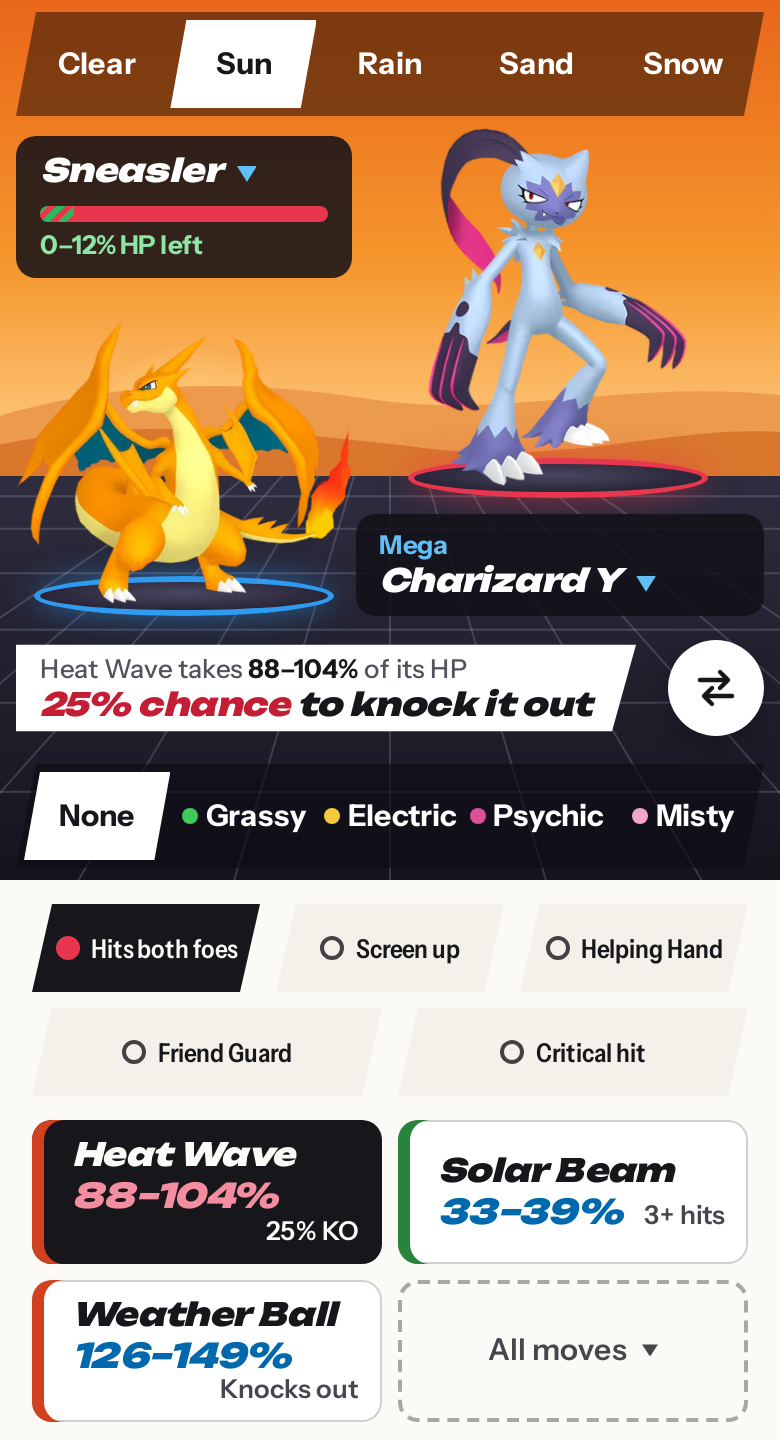 Clear Sun Rain Sand Snow
Sneasler
0–12% HP left
Mega
Charizard Y
Heat Wave takes 88–104% of its HP
25% chance to knock it out
None Grassy Electric Psychic Misty
Hits both foes Screen up Helping Hand
Friend Guard Critical hit
Heat Wave
88–104%
25% KO
Solar Beam
33–39% 3+ hits
Weather Ball
126–149%
Knocks out
All moves